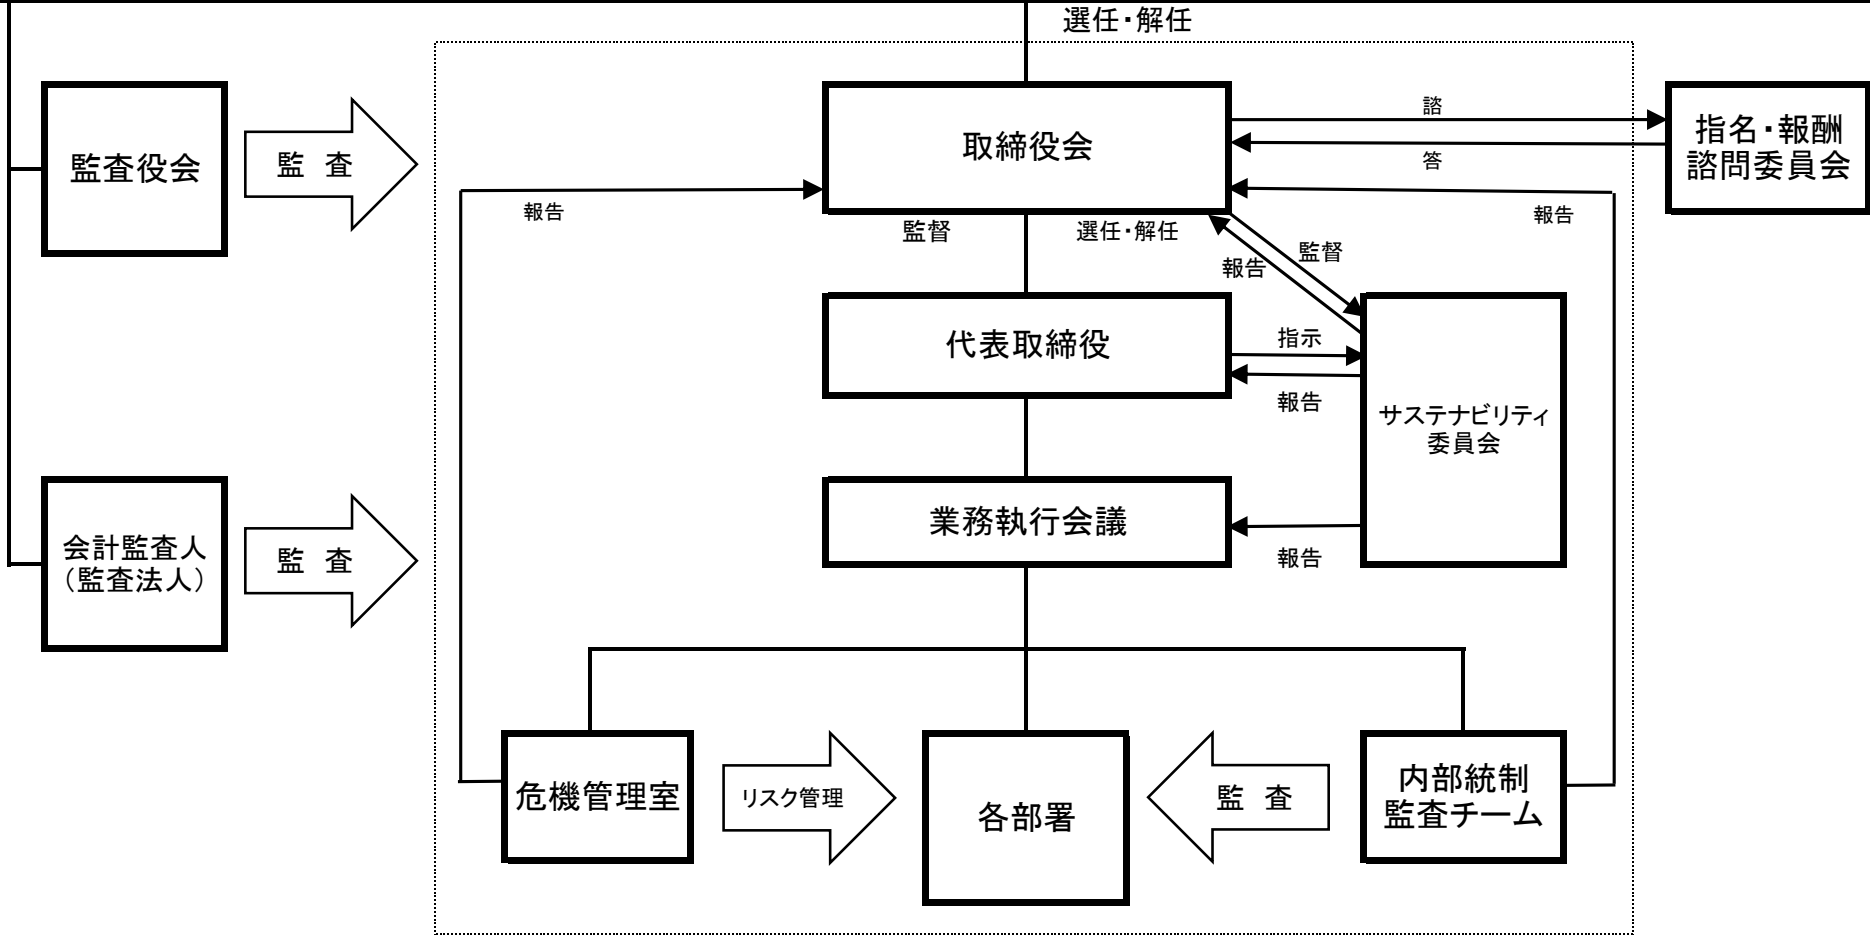 選任・解任
監査役会
監　査
取締役会
諮
答
指名・報酬
諮問委員会
報告
報告
監督
選任・解任
監督
報告
代表取締役
指示
報告
サステナビリティ
委員会
業務執行会議
報告
会計監査人
（監査法人）
監　査
危機管理室
リスク管理
各部署
監　査
内部統制
監査チーム